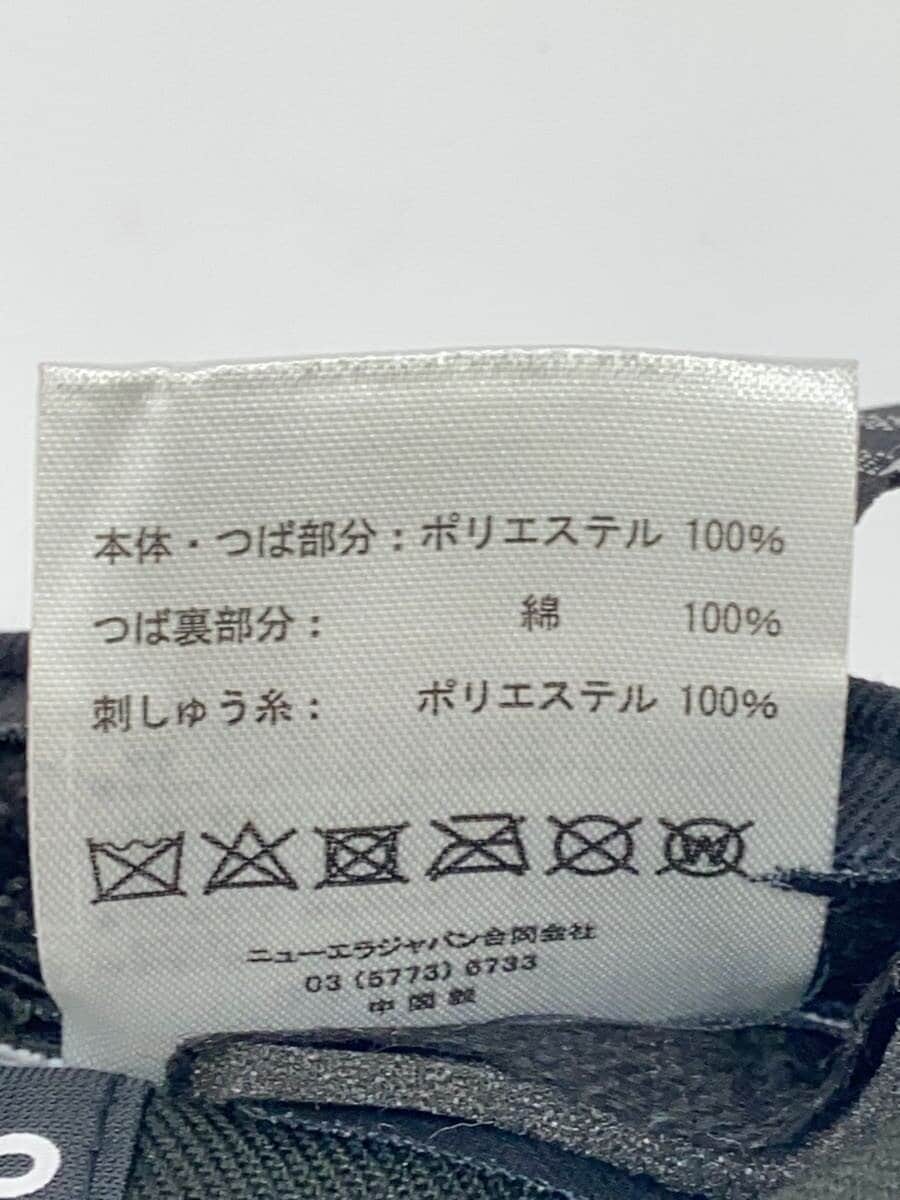 本体・つば部分：ポリエステル 100%
つば裏部分： 綿 100%
刺しゅう糸： ポリエステル 100%
W
ニューエラジャパン合同会社
03 (5773) 6733
中国製